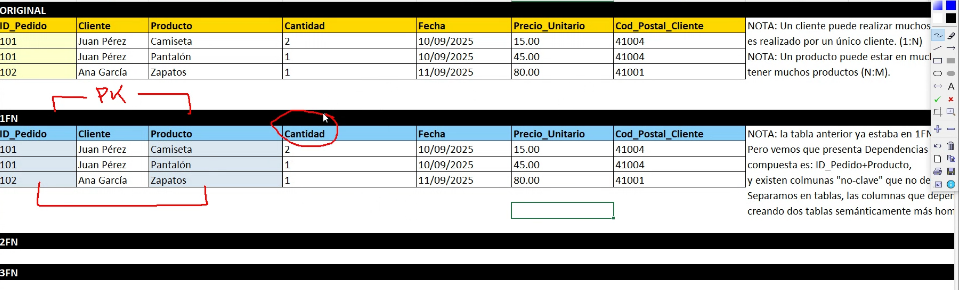 ORIGINAL
ID_Pedido Cliente Producto Cantidad Fecha Precio_Unitario Cod_Postal_Cliente NOTA: Un cliente puede realizar muchos
101 Juan Pérez Camiseta 2 10/09/2025 15.00 41004 es realizado por un único cliente. (1:N)
101 Juan Pérez Pantalón 1 10/09/2025 45.00 41004 NOTA: Un producto puede estar en
102 Ana García Zapatos 1 11/09/2025 80.00 41001 tener muchos productos (N:M).
PK
1FN
ID_Pedido Cliente Producto Cantidad Fecha Precio_Unitario Cod_Postal_Cliente NOTA: la tabla anterior ya estaba en 1FN
101 Juan Pérez Camiseta 2 10/09/2025 15.00 41004 Pero vemos que presenta Dependencias
101 Juan Pérez Pantalón 1 10/09/2025 45.00 41004 compuesta es: ID_Pedido+Producto,
102 Ana García Zapatos 1 11/09/2025 80.00 41001 y existen colmunas "no-clave" que no de
Separamos en tablas, las columnas que
creando dos tablas semánticamente más
2FN
3FN